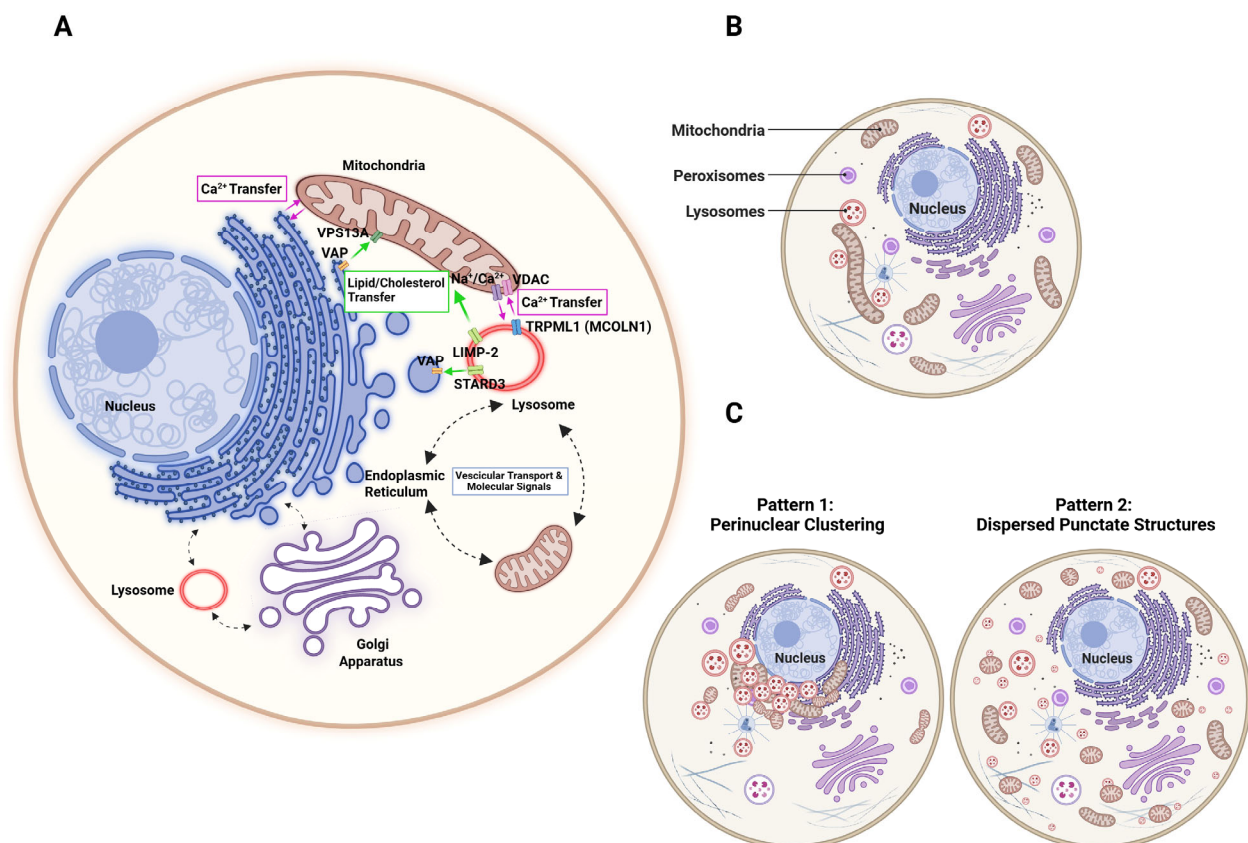 A
Mitochondria
Ca²⁺ Transfer
VPS13A
VAP
Lipid/Cholesterol
Transfer
Na⁺/Ca²⁺
VDAC
Ca²⁺ Transfer
TRPML1 (MCOLN1)
LIMP-2
VAP
STARD3
Lysosome
Nucleus
Endoplasmic
Reticulum
Vescicular Transport &
Molecular Signals
Lysosome
Golgi
Apparatus
B
Mitochondria
Peroxisomes
Lysosomes
Nucleus
C
Pattern 1:
Perinuclear Clustering
Nucleus
Pattern 2:
Dispersed Punctate Structures
Nucleus